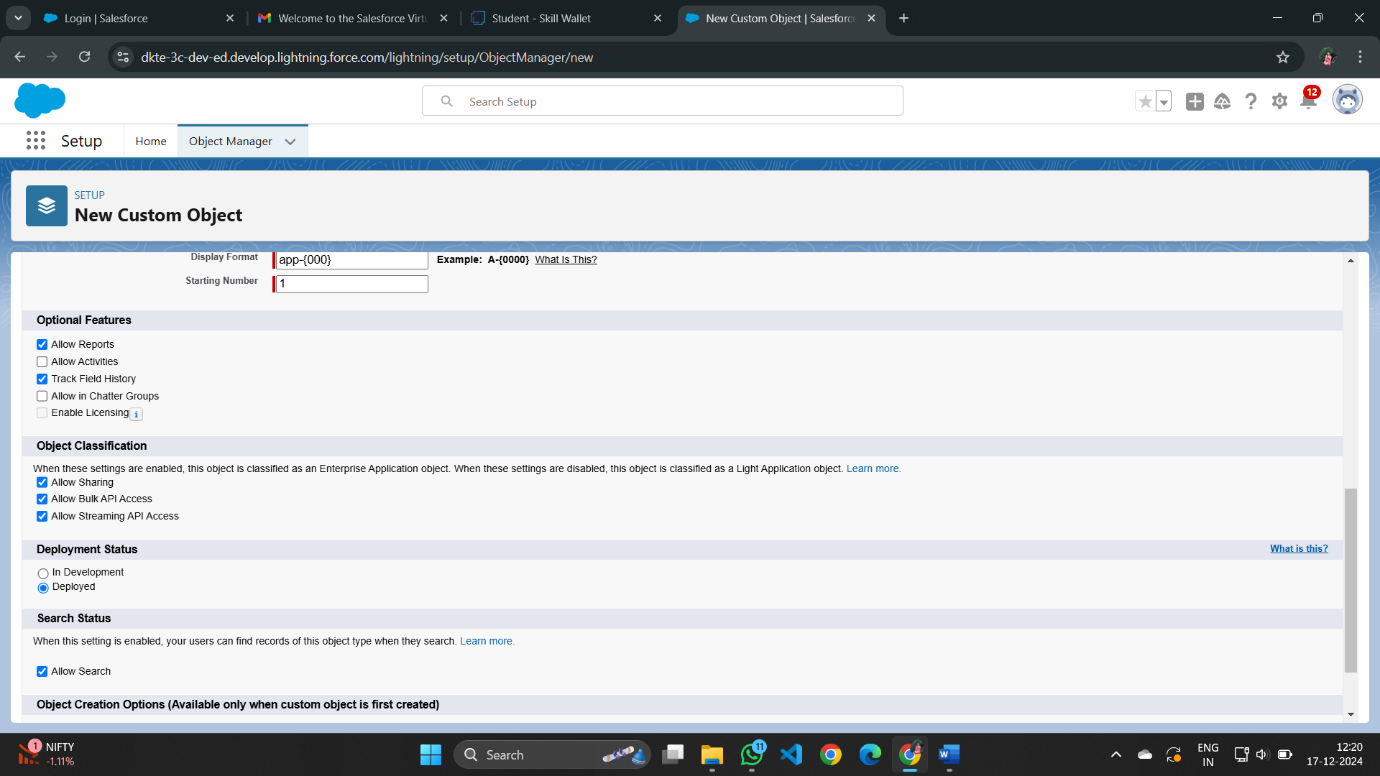 Login | Salesforce
Welcome to the Salesforce Virtu
Student - Skill Wallet
New Custom Object | Salesforce
dkte-3c-dev-ed.develop.lightning.force.com/lightning/setup/ObjectManager/new
Search Setup
12
Setup
Home
Object Manager
SETUP
New Custom Object
Display Format app-{000} Example: A-{0000} What Is This?
Starting Number 1
Optional Features
Allow Reports
Allow Activities
Track Field History
Allow in Chatter Groups
Enable Licensing i
Object Classification
When these settings are enabled, this object is classified as an Enterprise Application object. When these settings are disabled, this object is classified as a Light Application object. Learn more.
Allow Sharing
Allow Bulk API Access
Allow Streaming API Access
Deployment Status What is this?
In Development
Deployed
Search Status
When this setting is enabled, your users can find records of this object type when they search. Learn more.
Allow Search
Object Creation Options (Available only when custom object is first created)
1
NIFTY
-1.11%
Search
11
ENG
IN
12:20
17-12-2024